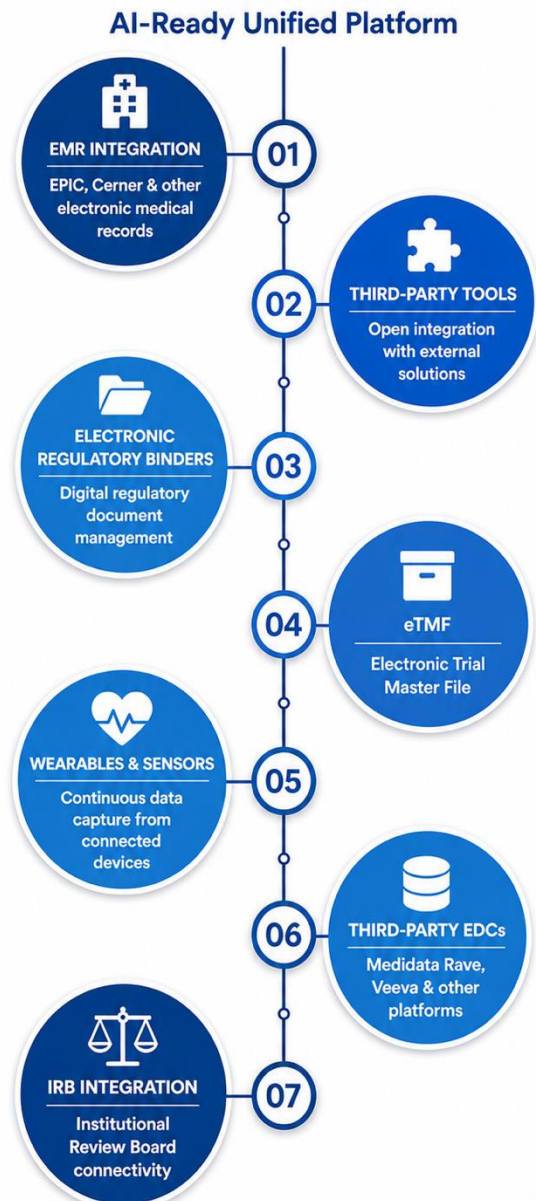 AI-Ready Unified Platform
EMR INTEGRATION
EPIC, Cerner & other
electronic medical
records
01
02
THIRD-PARTY TOOLS
Open integration
with external
solutions
ELECTRONIC
REGULATORY BINDERS
Digital regulatory
document
management
03
04
eTMF
Electronic Trial
Master File
WEARABLES & SENSORS
Continuous data
capture from
connected
devices
05
06
THIRD-PARTY EDCs
Medidata Rave,
Veeva & other
platforms
IRB INTEGRATION
Institutional
Review Board
connectivity
07